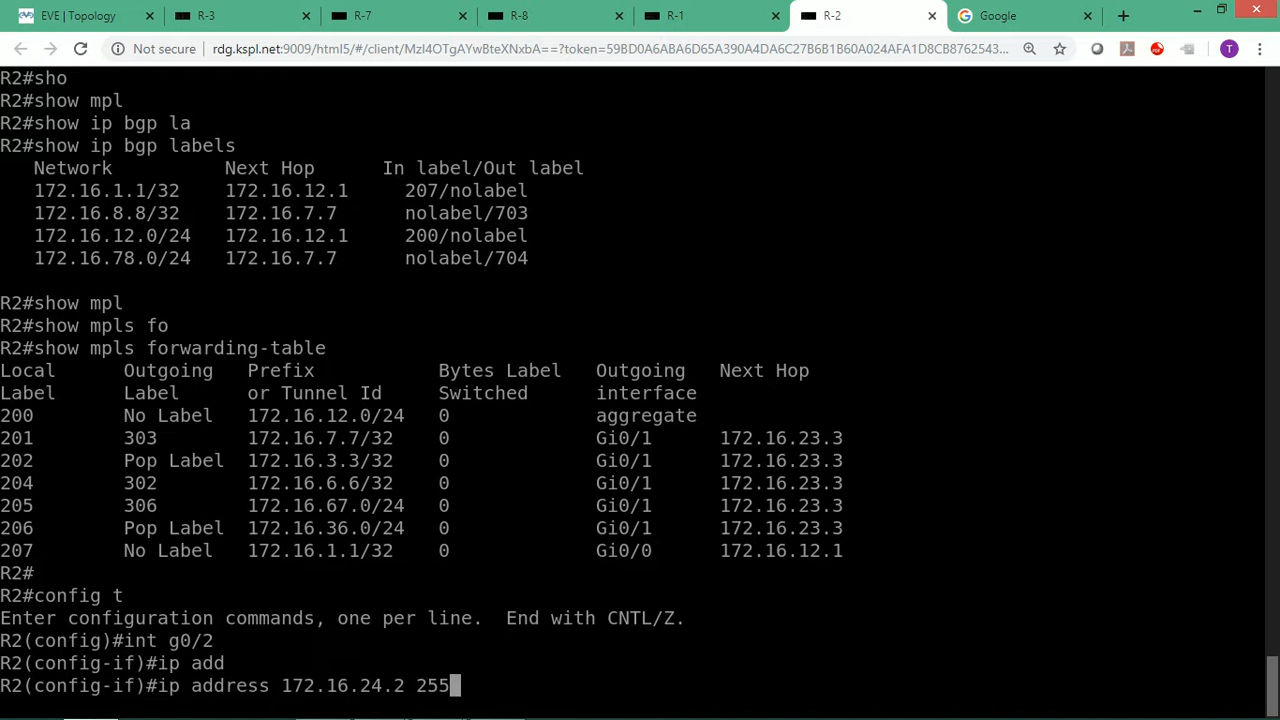 EVE | Topology
R-3
R-7
R-8
R-1
R-2
Google
Not secure | rdg.kspl.net:9009/html5/#/client/MzI4OTgAYwBteXNxbA==?token=59BD0A6ABA6D65A390A4DA6C27B6B1B60A024AFA1D8CB8762543...
T
R2#sho
R2#show mpl
R2#show ip bgp la
R2#show ip bgp labels
Network Next Hop In label/Out label
172.16.1.1/32 172.16.12.1 207/nolabel
172.16.8.8/32 172.16.7.7 nolabel/703
172.16.12.0/24 172.16.12.1 200/nolabel
172.16.78.0/24 172.16.7.7 nolabel/704
R2#show mpl
R2#show mpls fo
R2#show mpls forwarding-table
Local Outgoing Prefix Bytes Label Outgoing Next Hop
Label Label or Tunnel Id Switched interface
200 No Label 172.16.12.0/24 0 aggregate
201 303 172.16.7.7/32 0 Gi0/1 172.16.23.3
202 Pop Label 172.16.3.3/32 0 Gi0/1 172.16.23.3
204 302 172.16.6.6/32 0 Gi0/1 172.16.23.3
205 306 172.16.67.0/24 0 Gi0/1 172.16.23.3
206 Pop Label 172.16.36.0/24 0 Gi0/1 172.16.23.3
207 No Label 172.16.1.1/32 0 Gi0/0 172.16.12.1
R2#
R2#config t
Enter configuration commands, one per line. End with CNTL/Z.
R2(config)#int g0/2
R2(config-if)#ip add
R2(config-if)#ip address 172.16.24.2 255